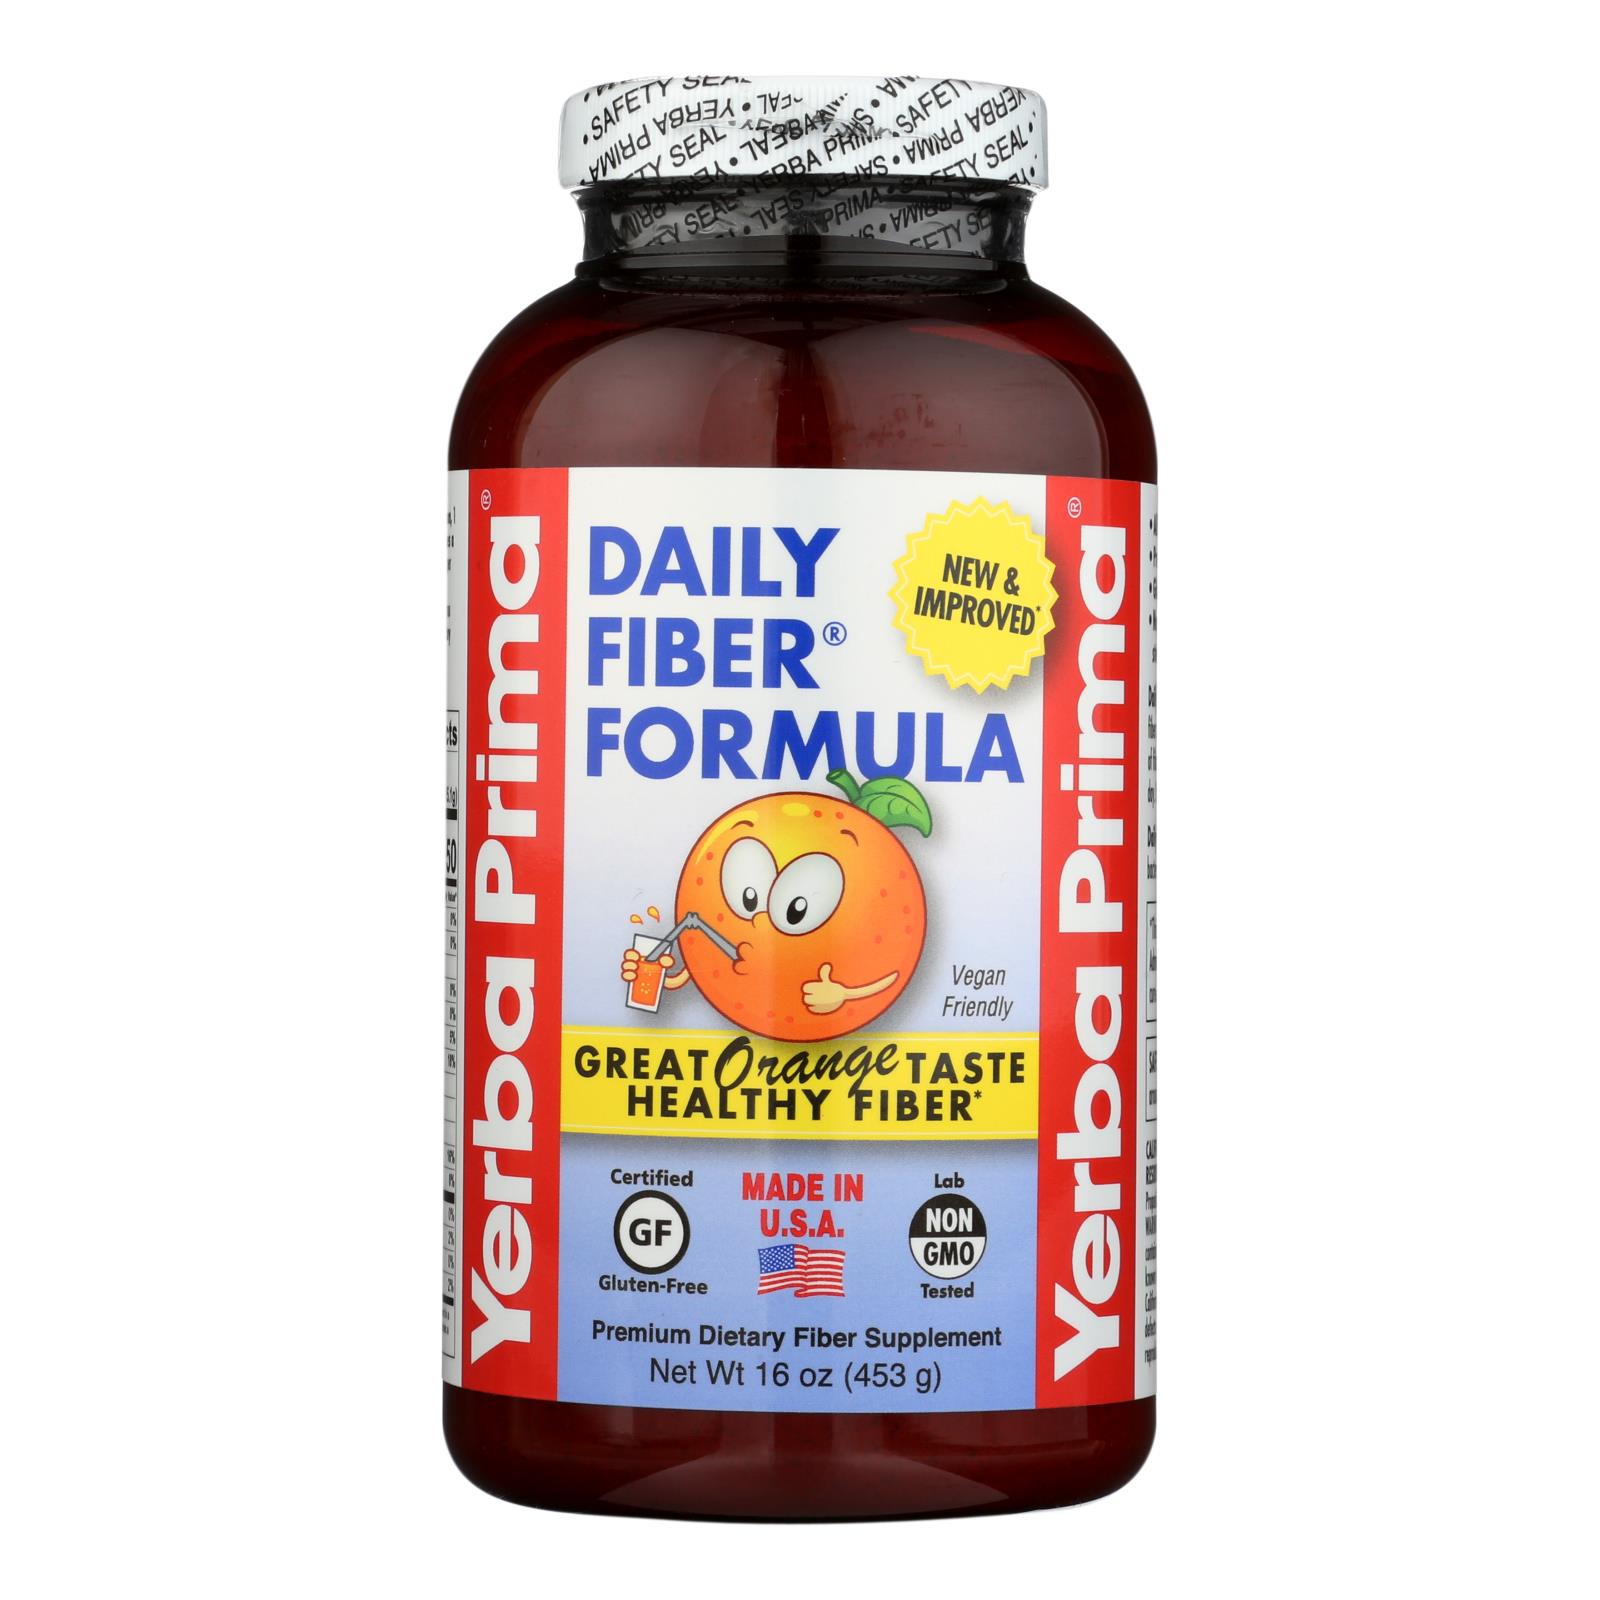 • SAFETY SEAL
YERBA PRIMA
Yerba Prima®
DAILY
FIBER®
FORMULA
NEW &
IMPROVED*
Vegan
Friendly
GREAT Orange TASTE
HEALTHY FIBER*
Certified
GF
Gluten-Free
MADE IN
U.S.A.
Lab
NON
GMO
Tested
Premium Dietary Fiber Supplement
Net Wt 16 oz (453 g)
Yerba Prima®